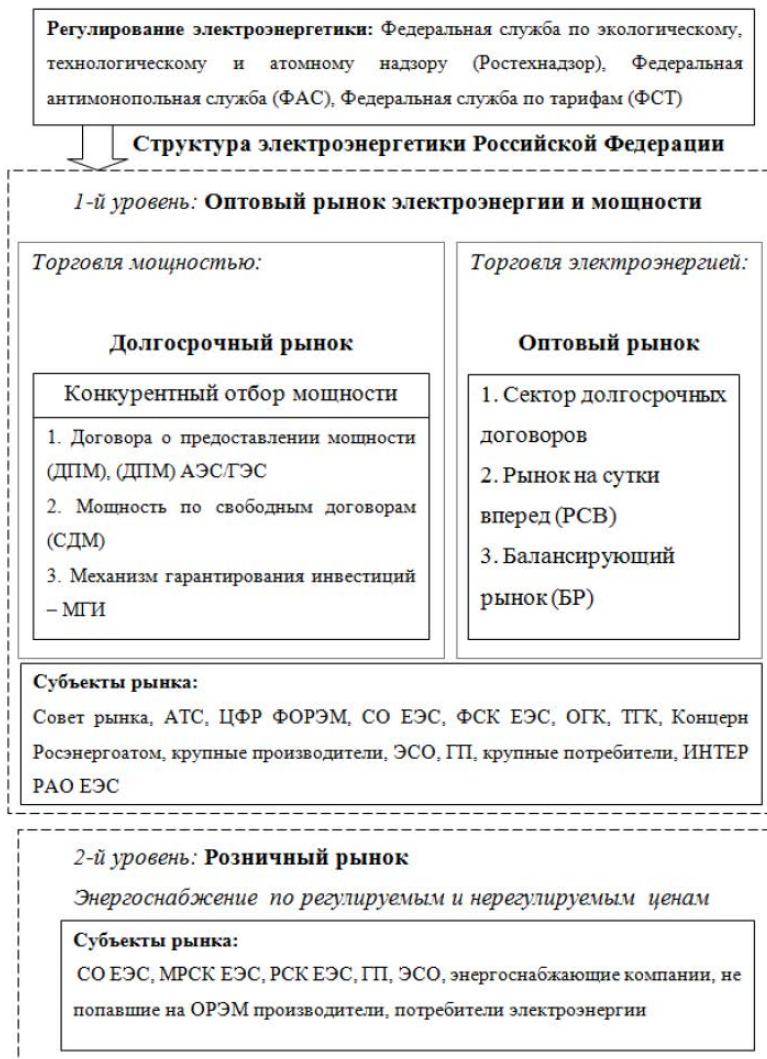 Регулирование электроэнергетики: Федеральная служба по экологическому,
технологическому и атомному надзору (Ростехнадзор), Федеральная
антимонопольная служба (ФАС), Федеральная служба по тарифам (ФСТ)
Структура электроэнергетики Российской Федерации
1-й уровень: Оптовый рынок электроэнергии и мощности
Торговля мощностью:
Долгосрочный рынок
Конкурентный отбор мощности
1. Договора о предоставлении мощности
(ДПМ), (ДПМ) АЭС/ГЭС
2. Мощность по свободным договорам
(СДМ)
3. Механизм гарантирования инвестиций
– МГИ
Торговля электроэнергией:
Оптовый рынок
1. Сектор долгосрочных
договоров
2. Рынок на сутки
вперед (РСВ)
3. Балансирующий
рынок (БР)
Субъекты рынка:
Совет рынка, АТС, ЦФР ФОРЭМ, СО ЕЭС, ФСК ЕЭС, ОГК, ТГК, Концерн
Росэнергоатом, крупные производители, ЭСО, ГП, крупные потребители, ИНТЕР
РАО ЕЭС
2-й уровень: Розничный рынок
Энергоснабжение по регулируемым и нерегулируемым ценам
Субъекты рынка:
СО ЕЭС, МРСК ЕЭС, РСК ЕЭС, ГП, ЭСО, энергоснабжающие компании, не
попавшие на ОРЭМ производители, потребители электроэнергии